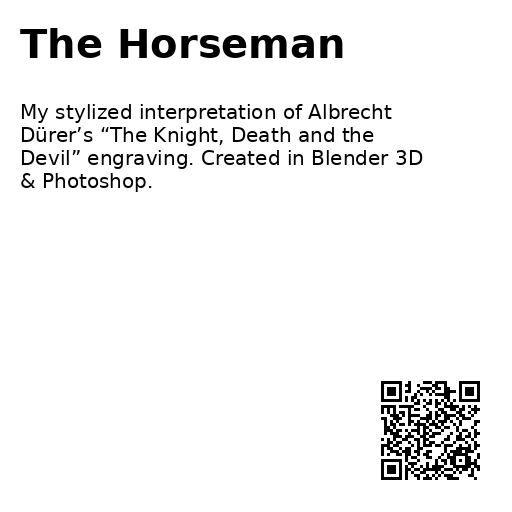 The Horseman
My stylized interpretation of Albrecht
Dürer’s “The Knight, Death and the
Devil” engraving. Created in Blender 3D
& Photoshop.